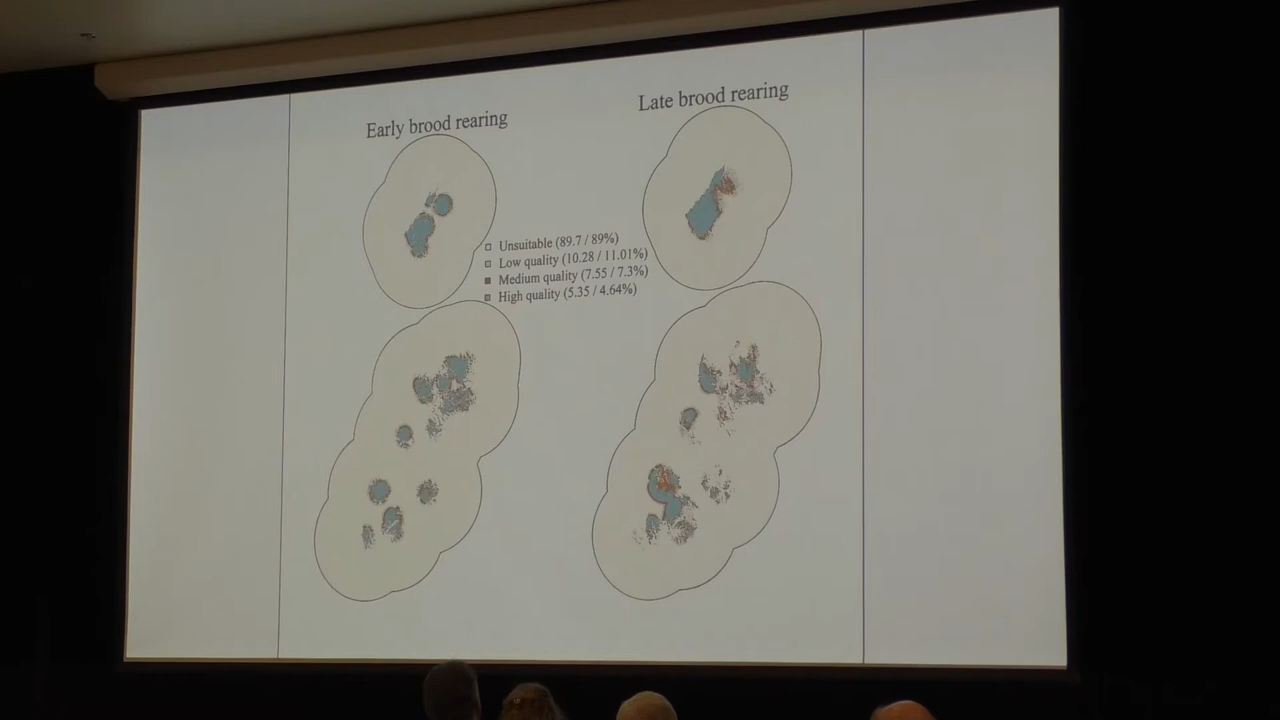 Early brood rearing
Late brood rearing
Unsuitable (89.7 / 89%)
Low quality (10.28 / 11.01%)
Medium quality (7.55 / 7.3%)
High quality (5.35 / 4.64%)